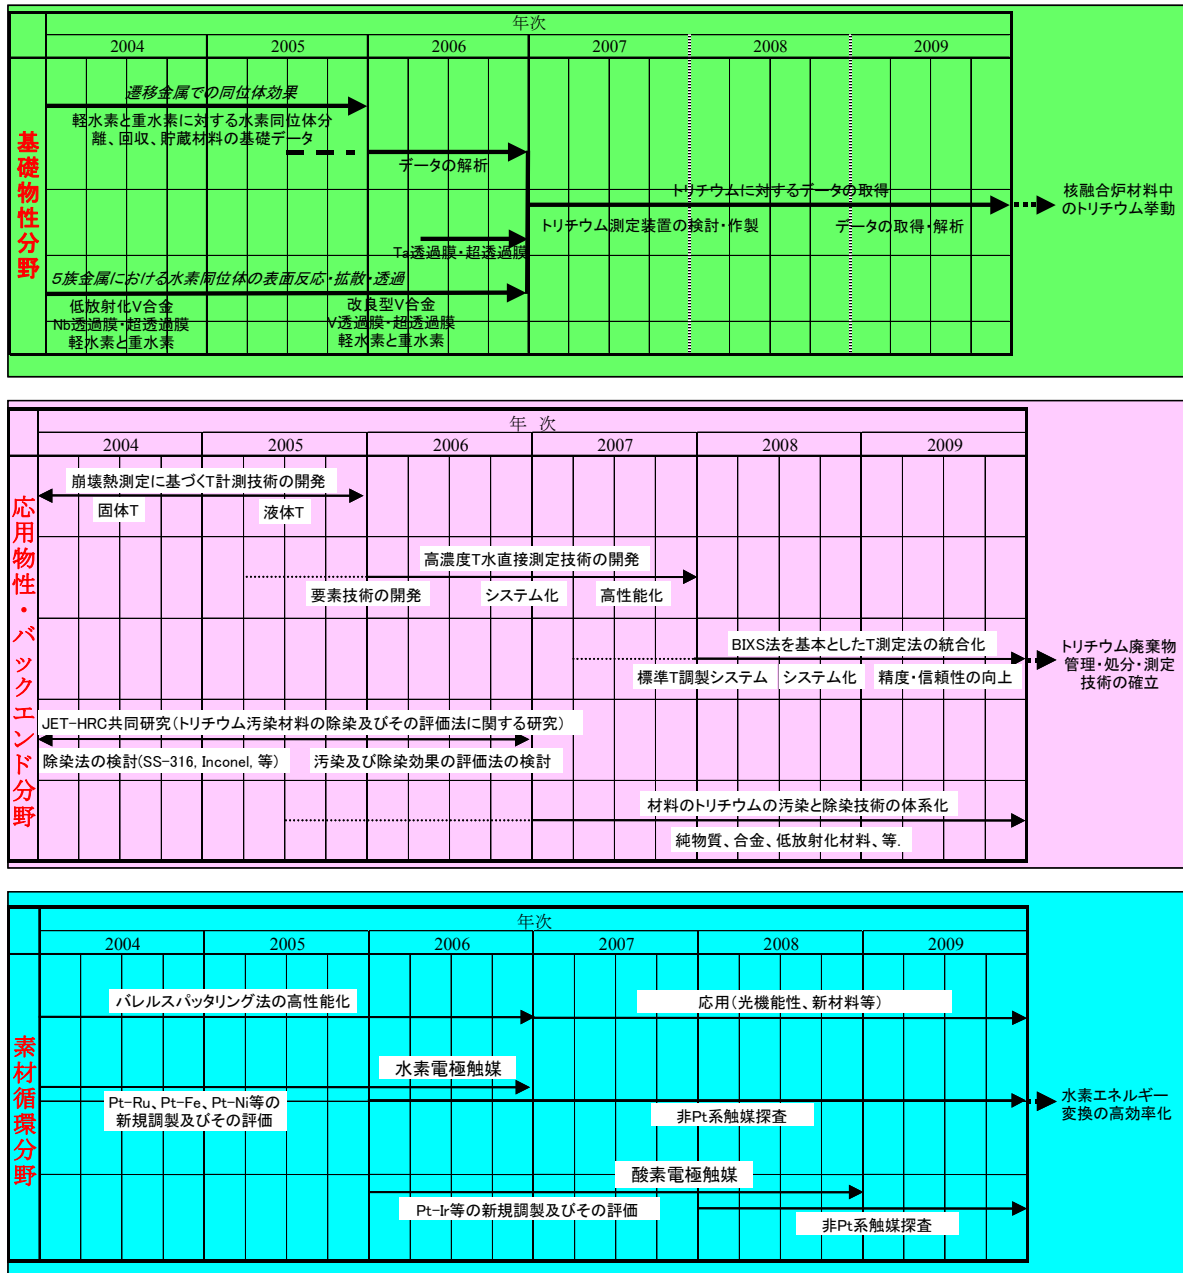 年次
2004 2005 2006 2007 2008 2009
基礎物性分野
遷移金属での同位体効果
軽水素と重水素に対する水素同位体分
離、回収、貯蔵材料の基礎データ
データの解析
トリチウムに対するデータの取得
トリチウム測定装置の検討・作製
データの取得・解析
核融合炉材料中
のトリチウム挙動
Ta透過膜・超透過膜
5族金属における水素同位体の表面反応・拡散・透過
低放射化V合金
Nb透過膜・超透過膜
軽水素と重水素
改良型V合金
V透過膜・超透過膜
軽水素と重水素
年 次
2004 2005 2006 2007 2008 2009
応用物性・バックエンド分野
崩壊熱測定に基づくT計測技術の開発
固体T 液体T
高濃度T水直接測定技術の開発
要素技術の開発 システム化 高性能化
BIXS法を基本としたT測定法の統合化
標準T調製システム システム化 精度・信頼性の向上
トリチウム廃棄物
管理・処分・測定
技術の確立
JET-HRC共同研究(トリチウム汚染材料の除染及びその評価法に関する研究)
除染法の検討(SS-316, Inconel, 等) 汚染及び除染効果の評価法の検討
材料のトリチウムの汚染と除染技術の体系化
純物質、合金、低放射化材料、等.
年次
2004 2005 2006 2007 2008 2009
素材循環分野
バレルスパッタリング法の高性能化
応用(光機能性、新材料等)
水素電極触媒
Pt-Ru、Pt-Fe、Pt-Ni等の
新規調製及びその評価
非Pt系触媒探査
水素エネルギー
変換の高効率化
酸素電極触媒
Pt-Ir等の新規調製及びその評価
非Pt系触媒探査